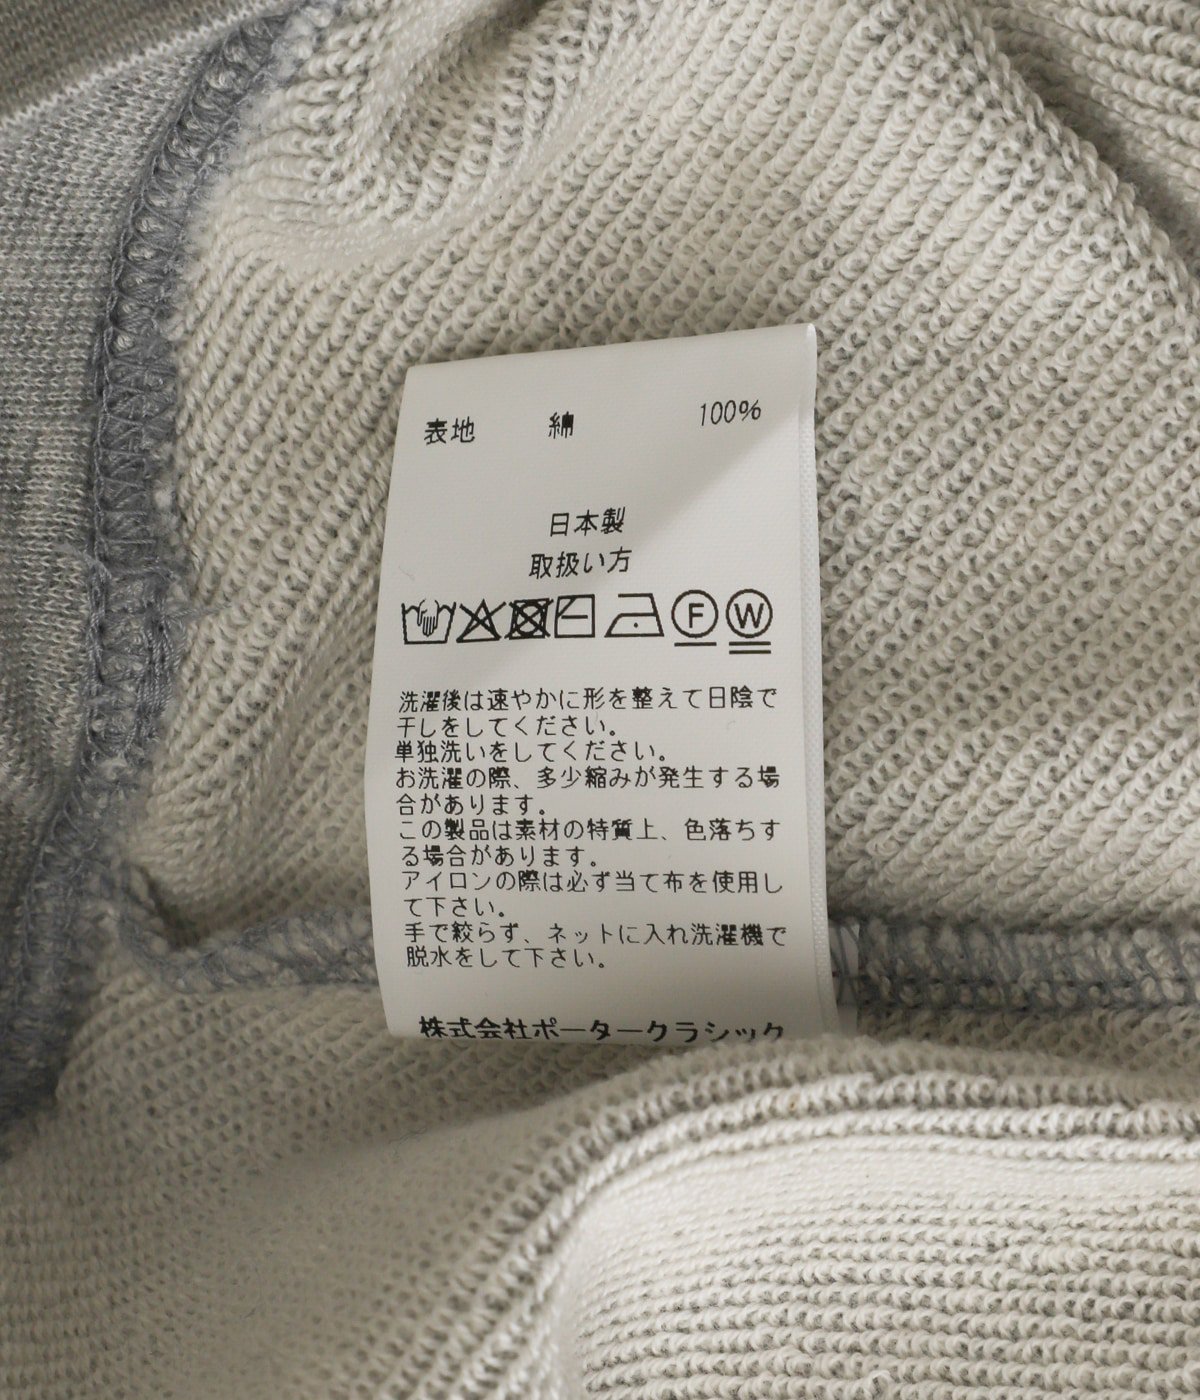 表地 綿 100%
日本製
取扱い方
F W
洗濯後は速やかに形を整えて日陰で
干しをしてください。
単独洗いをしてください。
お洗濯の際、多少縮みが発生する場
合があります。
この製品は素材の特質上、色落ちす
る場合があります。
アイロンの際は必ず当て布を使用し
て下さい。
手で絞らず、ネットに入れ洗濯機で
脱水をして下さい。
株式会社ポータークラシック